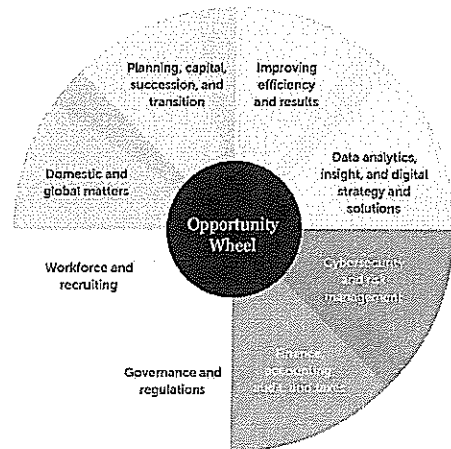 Planning, capital,
succession, and
transition
Improving
efficiency
and results
Domestic and
global matters
Data analytics,
insight, and digital
strategy and
solutions
Opportunity
Wheel
Workforce and
recruiting
Cybersecurity
and risk
management
Governance and
regulations
Finance,
accounting,
audit, and taxes